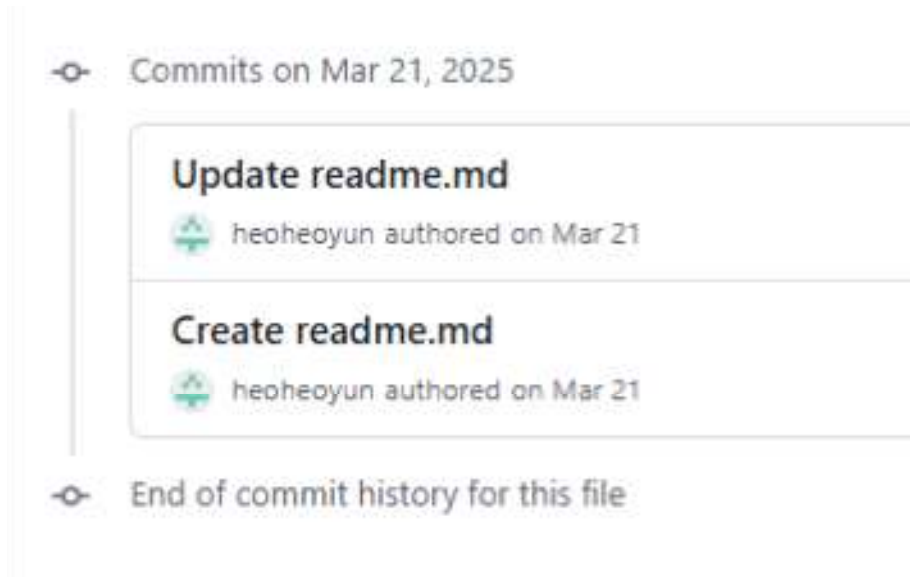 Commits on Mar 21, 2025
Update readme.md
heoheoyun authored on Mar 21
Create readme.md
heoheoyun authored on Mar 21
End of commit history for this file